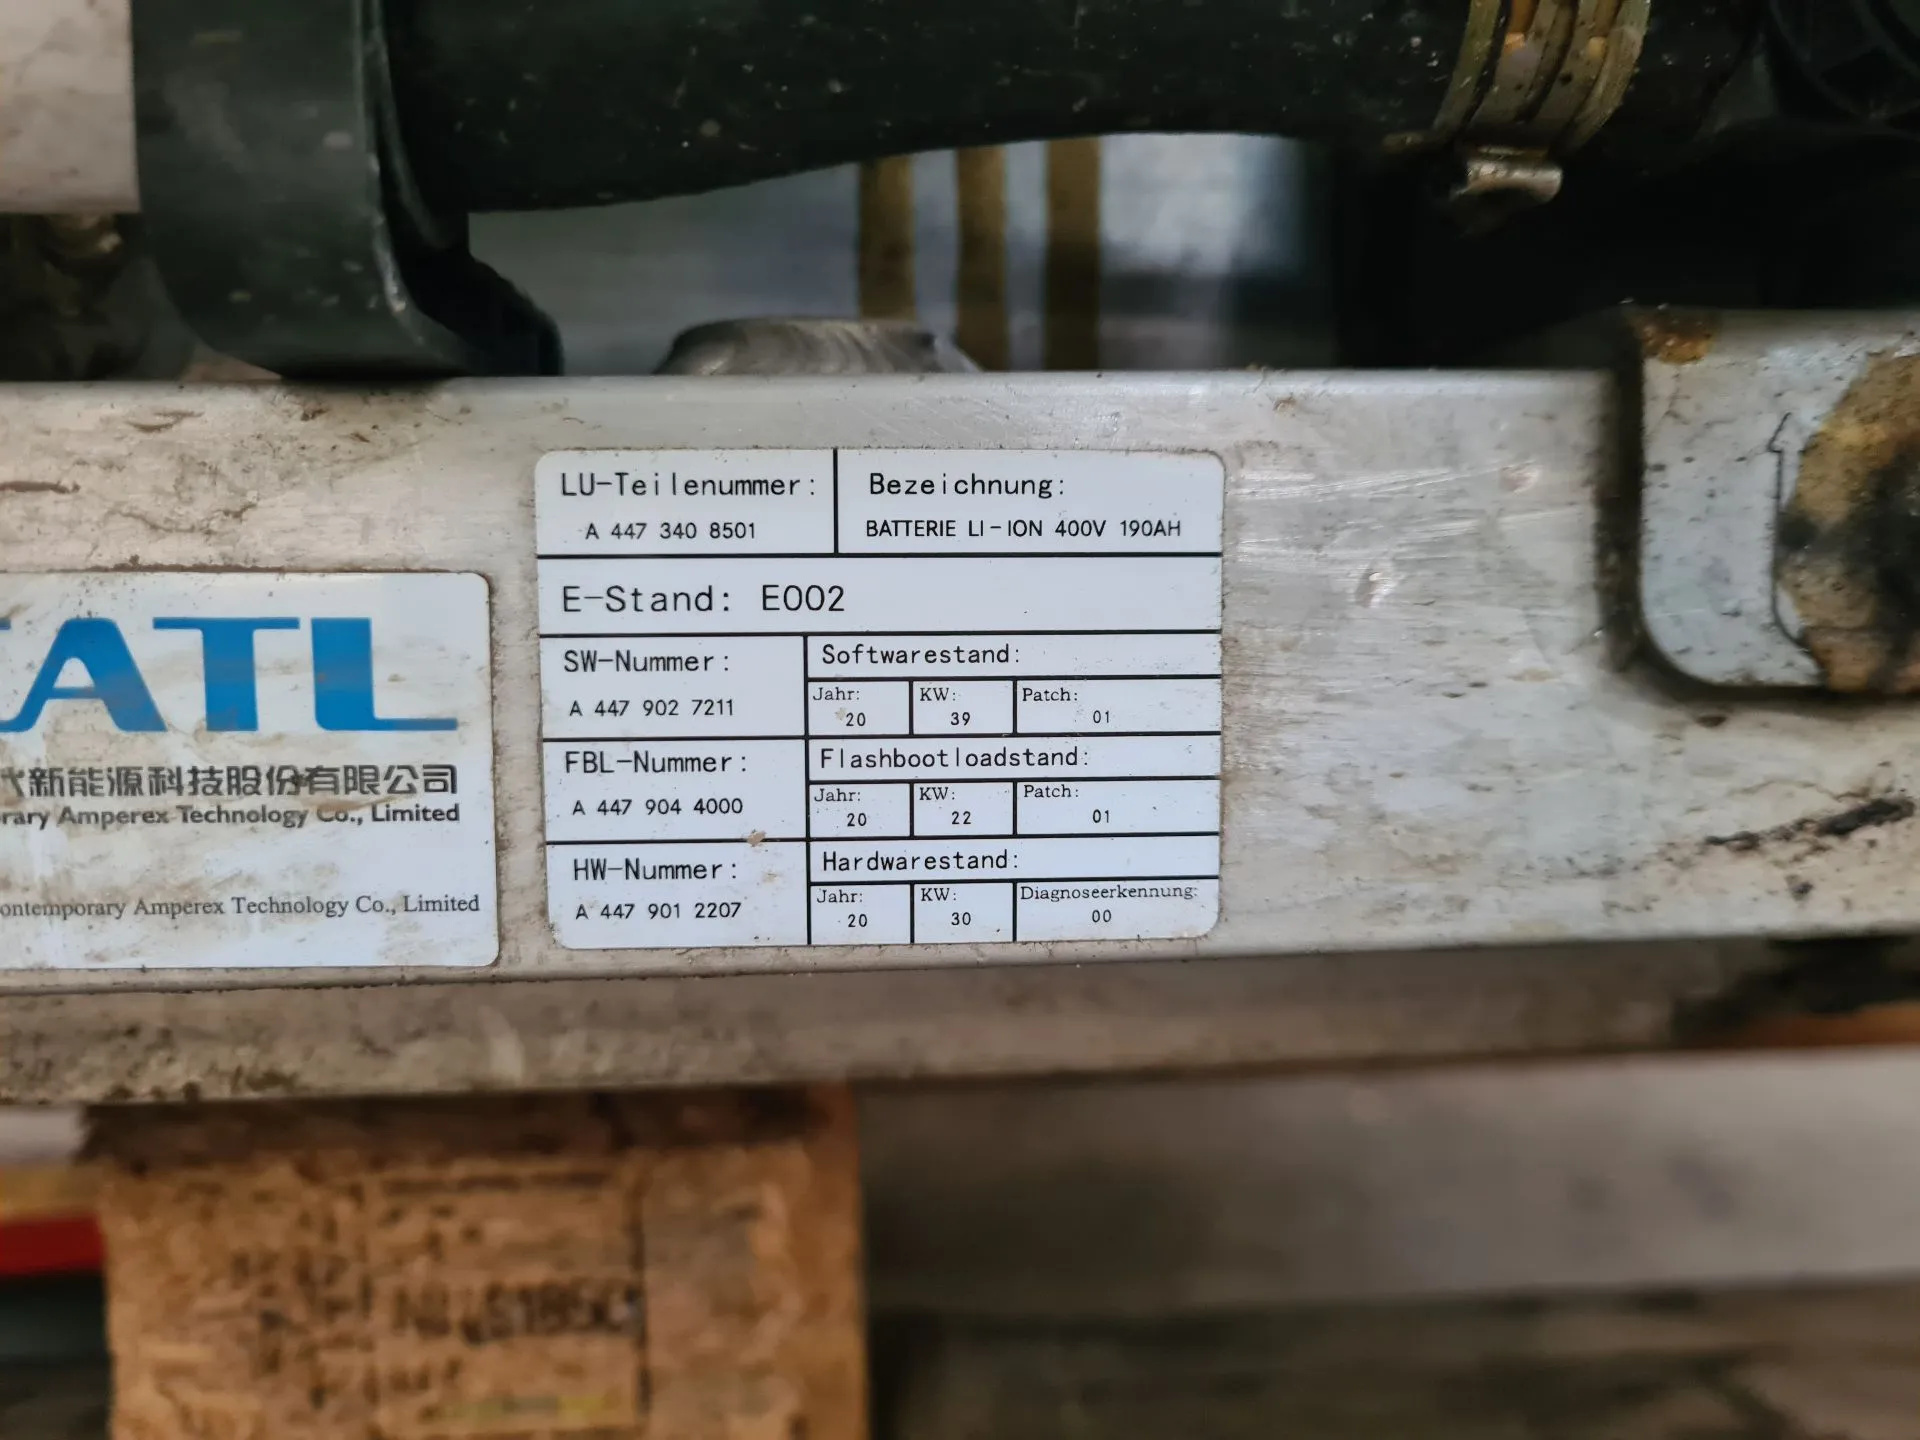 LU-Teilenummer:
A 447 340 8501
Bezeichnung:
BATTERIE LI-ION 400V 190AH
E-Stand: E002
SW-Nummer:
A 447 902 7211
Softwarestand:
Jahr: 20
KW: 39
Patch: 01
FBL-Nummer:
A 447 904 4000
Flashbootloadstand:
Jahr: 20
KW: 22
Patch: 01
HW-Nummer:
A 447 901 2207
Hardwarestand:
Jahr: 20
KW: 30
Diagnoseerkennung: 00
ATL
新能源科技股份有限公司
rary Amperex Technology Co., Limited
ontemporary Amperex Technology Co., Limited